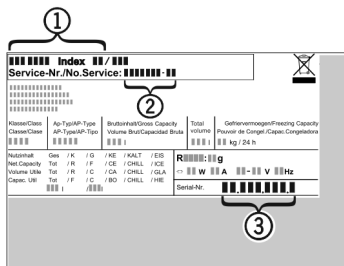 1
Index /
Service-Nr./No.Service: -
2
Klasse/Class Ap-Typ/AP-Type Bruttoinhalt/Gross Capacity Total Gefriervermoegen/Freezing Capacity
Classe/Classe AP-Type/AP-Tipo Volume Brut/Capacidad Bruta volume Pouvoir de Congel./Capac.Congeladora
l l kg / 24 h
Nutzinhalt Ges / K / G / KE / KALT / EIS
Net.Capacity Tot / R / F / CE / CHILL / ICE
Volume Utile Tot / R / C / CA / CHILL / GLA
Capac. Util Tot / F / C / BO / CHILL / HIE
l / l
R : g
W A - V Hz
Serial-Nr. . . .
3